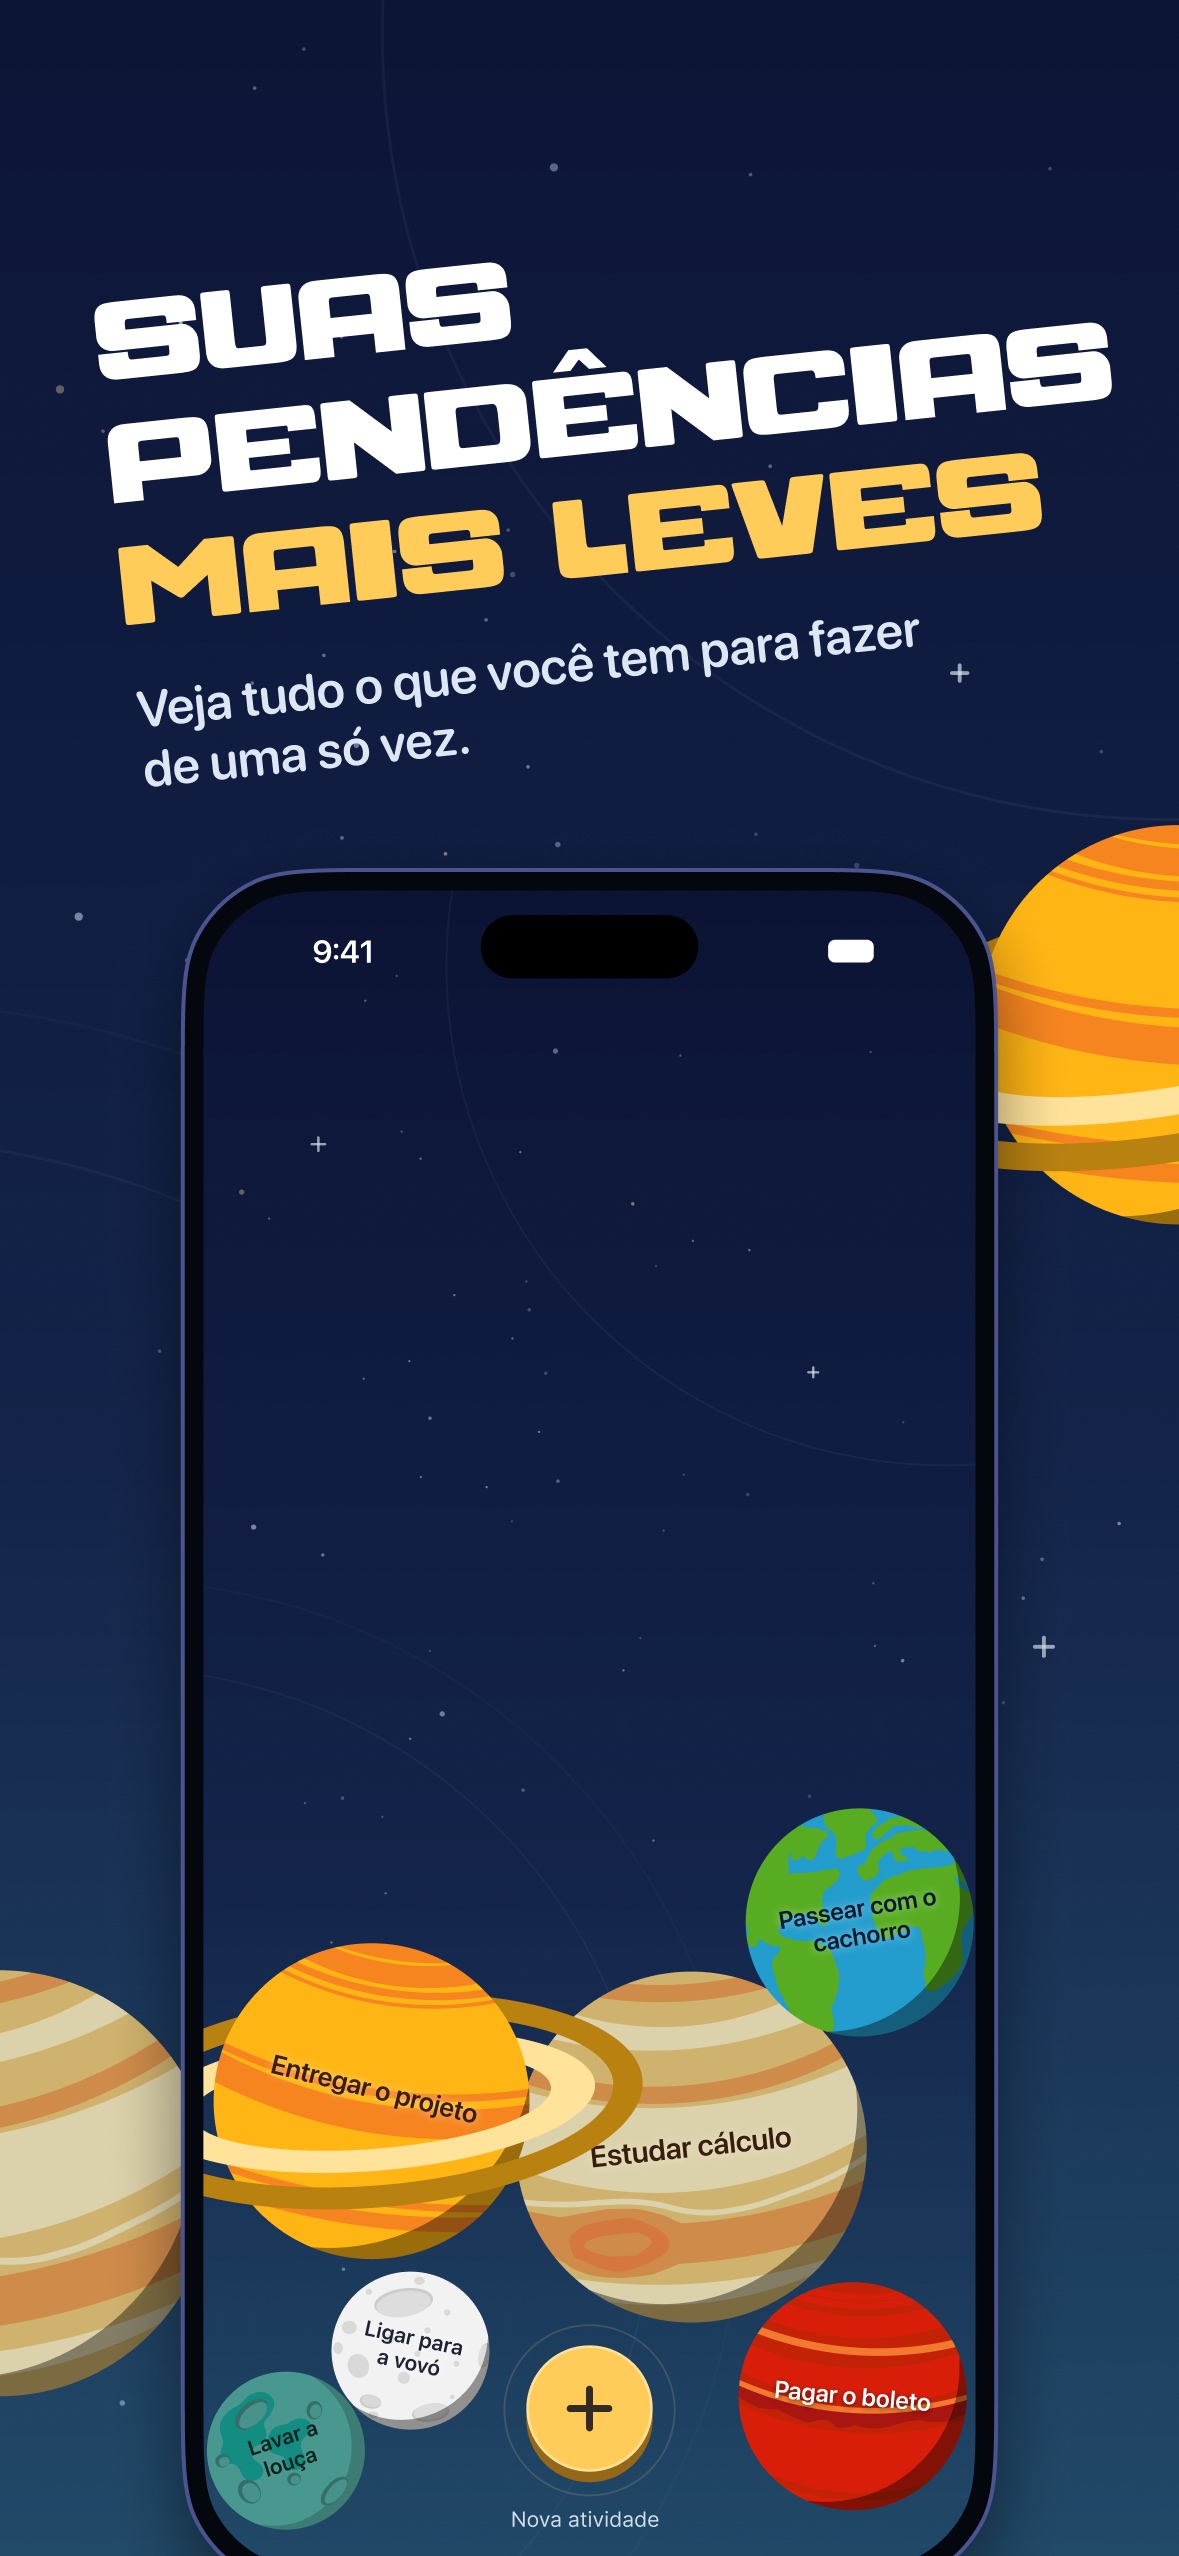 SUAS
PENDÊNCIAS
MAIS LEVES
Veja tudo o que você tem para fazer
de uma só vez.
9:41
Passear com o
cachorro
Entregar o projeto
Estudar cálculo
Ligar para
a vovó
Pagar o boleto
Lavar a
louça
Nova atividade